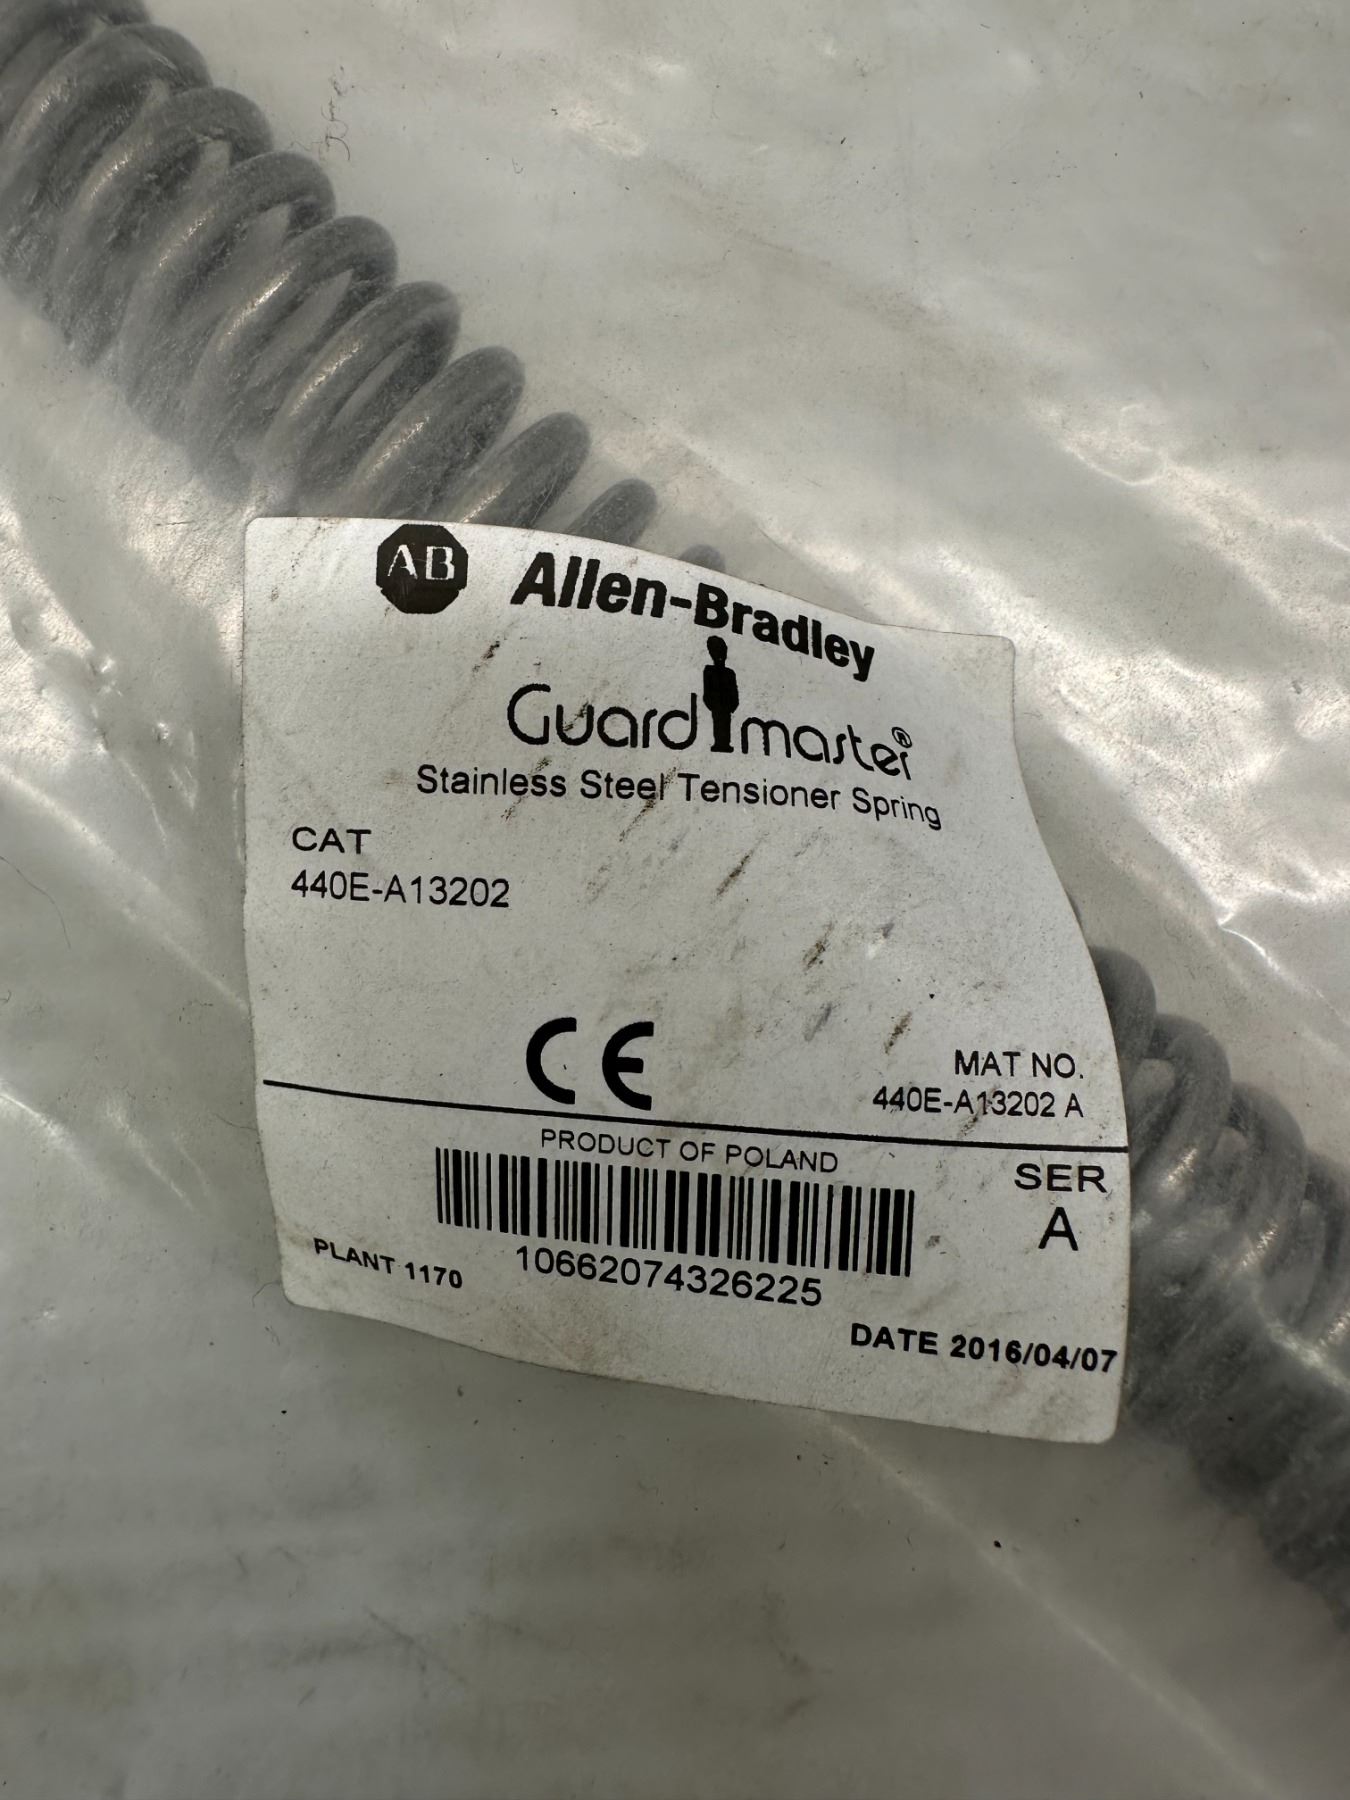 AB Allen-Bradley
Guardmaster®
Stainless Steel Tensioner Spring
CAT
440E-A13202
CE
MAT NO.
440E-A13202 A
PRODUCT OF POLAND
SER
A
10662074326225
PLANT 1170
DATE 2016/04/07